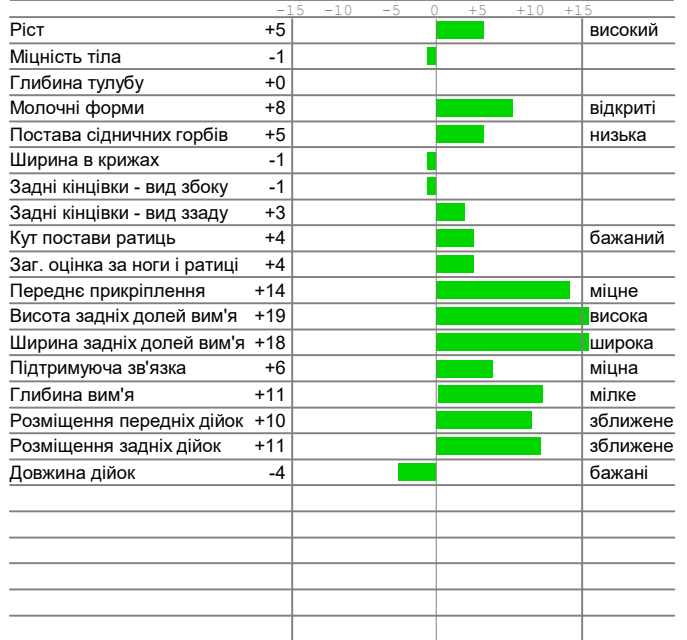 -15 -10 -5 0 +5 +10 +15
Ріст +5 високий
Міцність тіла -1
Глибина тулубу +0
Молочні форми +8 відкриті
Постава сідничних горбів +5 низька
Ширина в крижах -1
Задні кінцівки - вид збоку -1
Задні кінцівки - вид ззаду +3
Кут постави ратиць +4 бажаний
Заг. оцінка за ноги і ратиці +4
Переднє прикріплення +14 міцне
Висота задніх долей вим'я +19 висока
Ширина задніх долей вим'я +18 широка
Підтримуюча зв'язка +6 міцна
Глибина вим'я +11 мілке
Розміщення передніх дійок +10 зближене
Розміщення задніх дійок +11 зближене
Довжина дійок -4 бажані